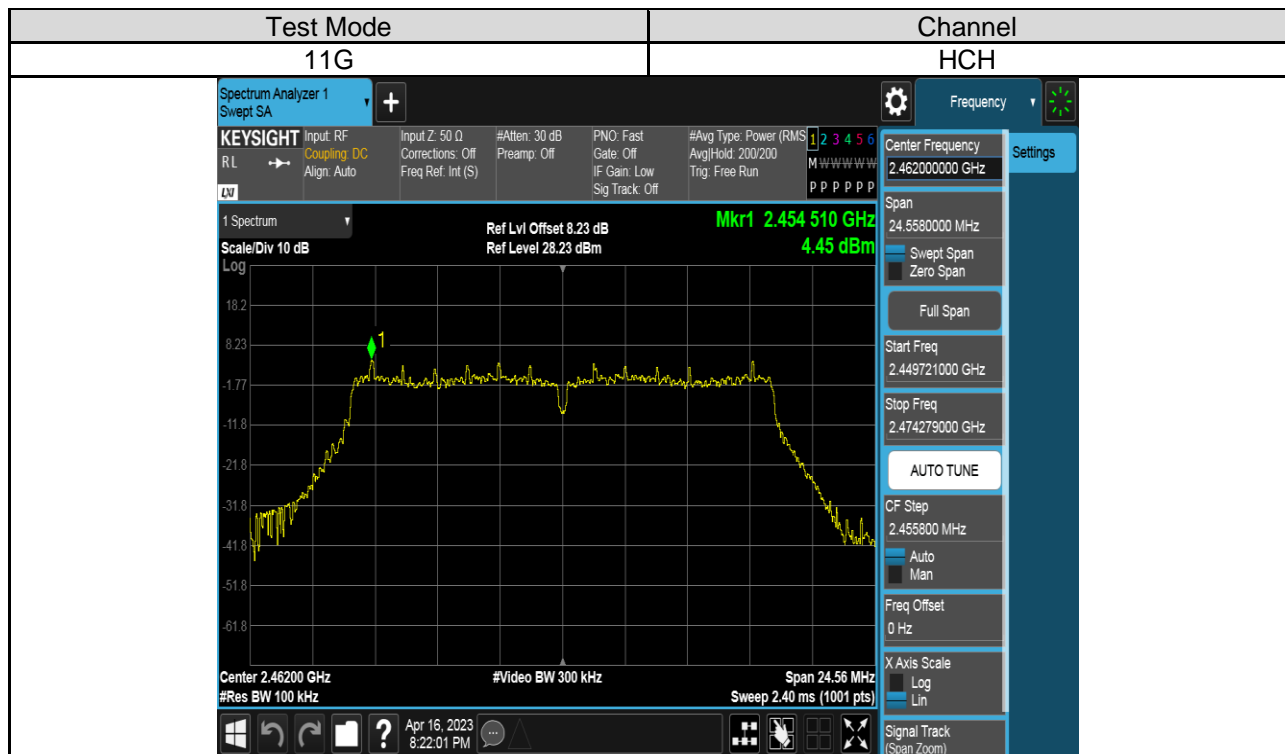 Test Mode Channel
11G HCH
Spectrum Analyzer 1
Swept SA
Frequency
KEYSIGHT
RL
LXI
Input: RF
Coupling: DC
Align: Auto
Input Z: 50 Ω
Corrections: Off
Freq Ref: Int (S)
#Atten: 30 dB
Preamp: Off
PNO: Fast
Gate: Off
IF Gain: Low
Sig Track: Off
#Avg Type: Power (RMS
Avg|Hold: 200/200
Trig: Free Run
1 2 3 4 5 6
M W W W W W
P P P P P P
1 Spectrum
Scale/Div 10 dB
Log
Ref Lvl Offset 8.23 dB
Ref Level 28.23 dBm
Mkr1 2.454 510 GHz
4.45 dBm
18.2
8.23
-1.77
-11.8
-21.8
-31.8
-41.8
-51.8
-61.8
1
Center 2.46200 GHz
#Res BW 100 kHz
#Video BW 300 kHz
Span 24.56 MHz
Sweep 2.40 ms (1001 pts)
Apr 16, 2023
8:22:01 PM
Center Frequency
2.462000000 GHz
Settings
Span
24.5580000 MHz
Swept Span
Zero Span
Full Span
Start Freq
2.449721000 GHz
Stop Freq
2.474279000 GHz
AUTO TUNE
CF Step
2.455800 MHz
Auto
Man
Freq Offset
0 Hz
X Axis Scale
Log
Lin
Signal Track
(Span Zoom)